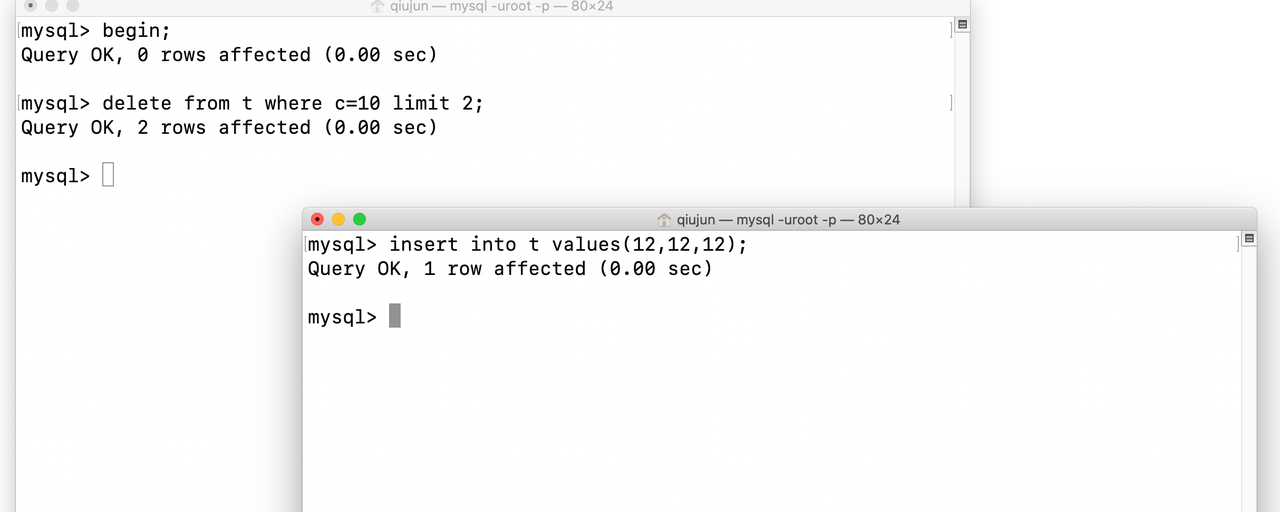 qiujun — mysql -uroot -p — 80×24
mysql> begin;
Query OK, 0 rows affected (0.00 sec)
mysql> delete from t where c=10 limit 2;
Query OK, 2 rows affected (0.00 sec)
mysql>
qiujun — mysql -uroot -p — 80×24
mysql> insert into t values(12,12,12);
Query OK, 1 row affected (0.00 sec)
mysql>